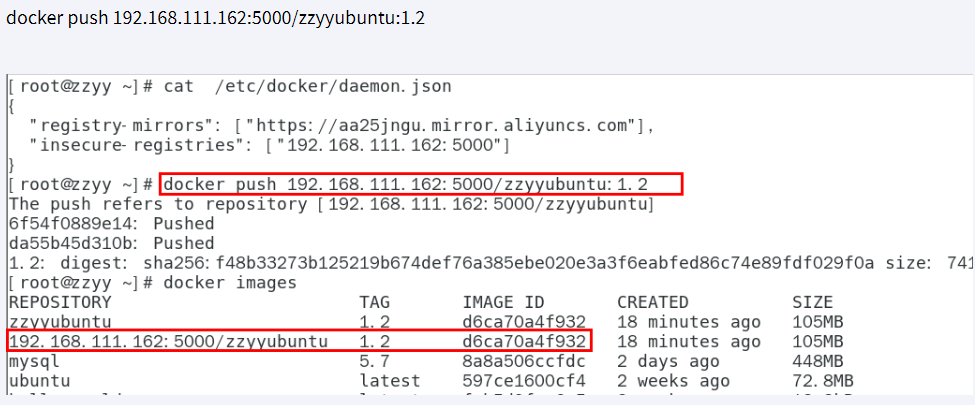 docker push 192.168.111.162:5000/zzyyubuntu:1.2
[root@zzyy ~]# cat  /etc/docker/daemon.json
{
  "registry-mirrors": ["https://aa25jngu.mirror.aliyuncs.com"],
  "insecure-registries": ["192.168.111.162:5000"]
}
[root@zzyy ~]# docker push 192.168.111.162:5000/zzyyubuntu:1.2
The push refers to repository [192.168.111.162:5000/zzyyubuntu]
6f54f0889e14: Pushed
da55b45d310b: Pushed
1.2: digest: sha256:f48b33273b125219b674def76a385ebe020e3a3f6eabfed86c74e89fdf029f0a size: 741
[root@zzyy ~]# docker images
REPOSITORY                        TAG       IMAGE ID       CREATED          SIZE
zzyyubuntu                        1.2       d6ca70a4f932   18 minutes ago   105MB
192.168.111.162:5000/zzyyubuntu   1.2       d6ca70a4f932   18 minutes ago   105MB
mysql                             5.7       8a8a506ccfdc   2 days ago       448MB
ubuntu                            latest    597ce1600cf4   2 weeks ago      72.8MB